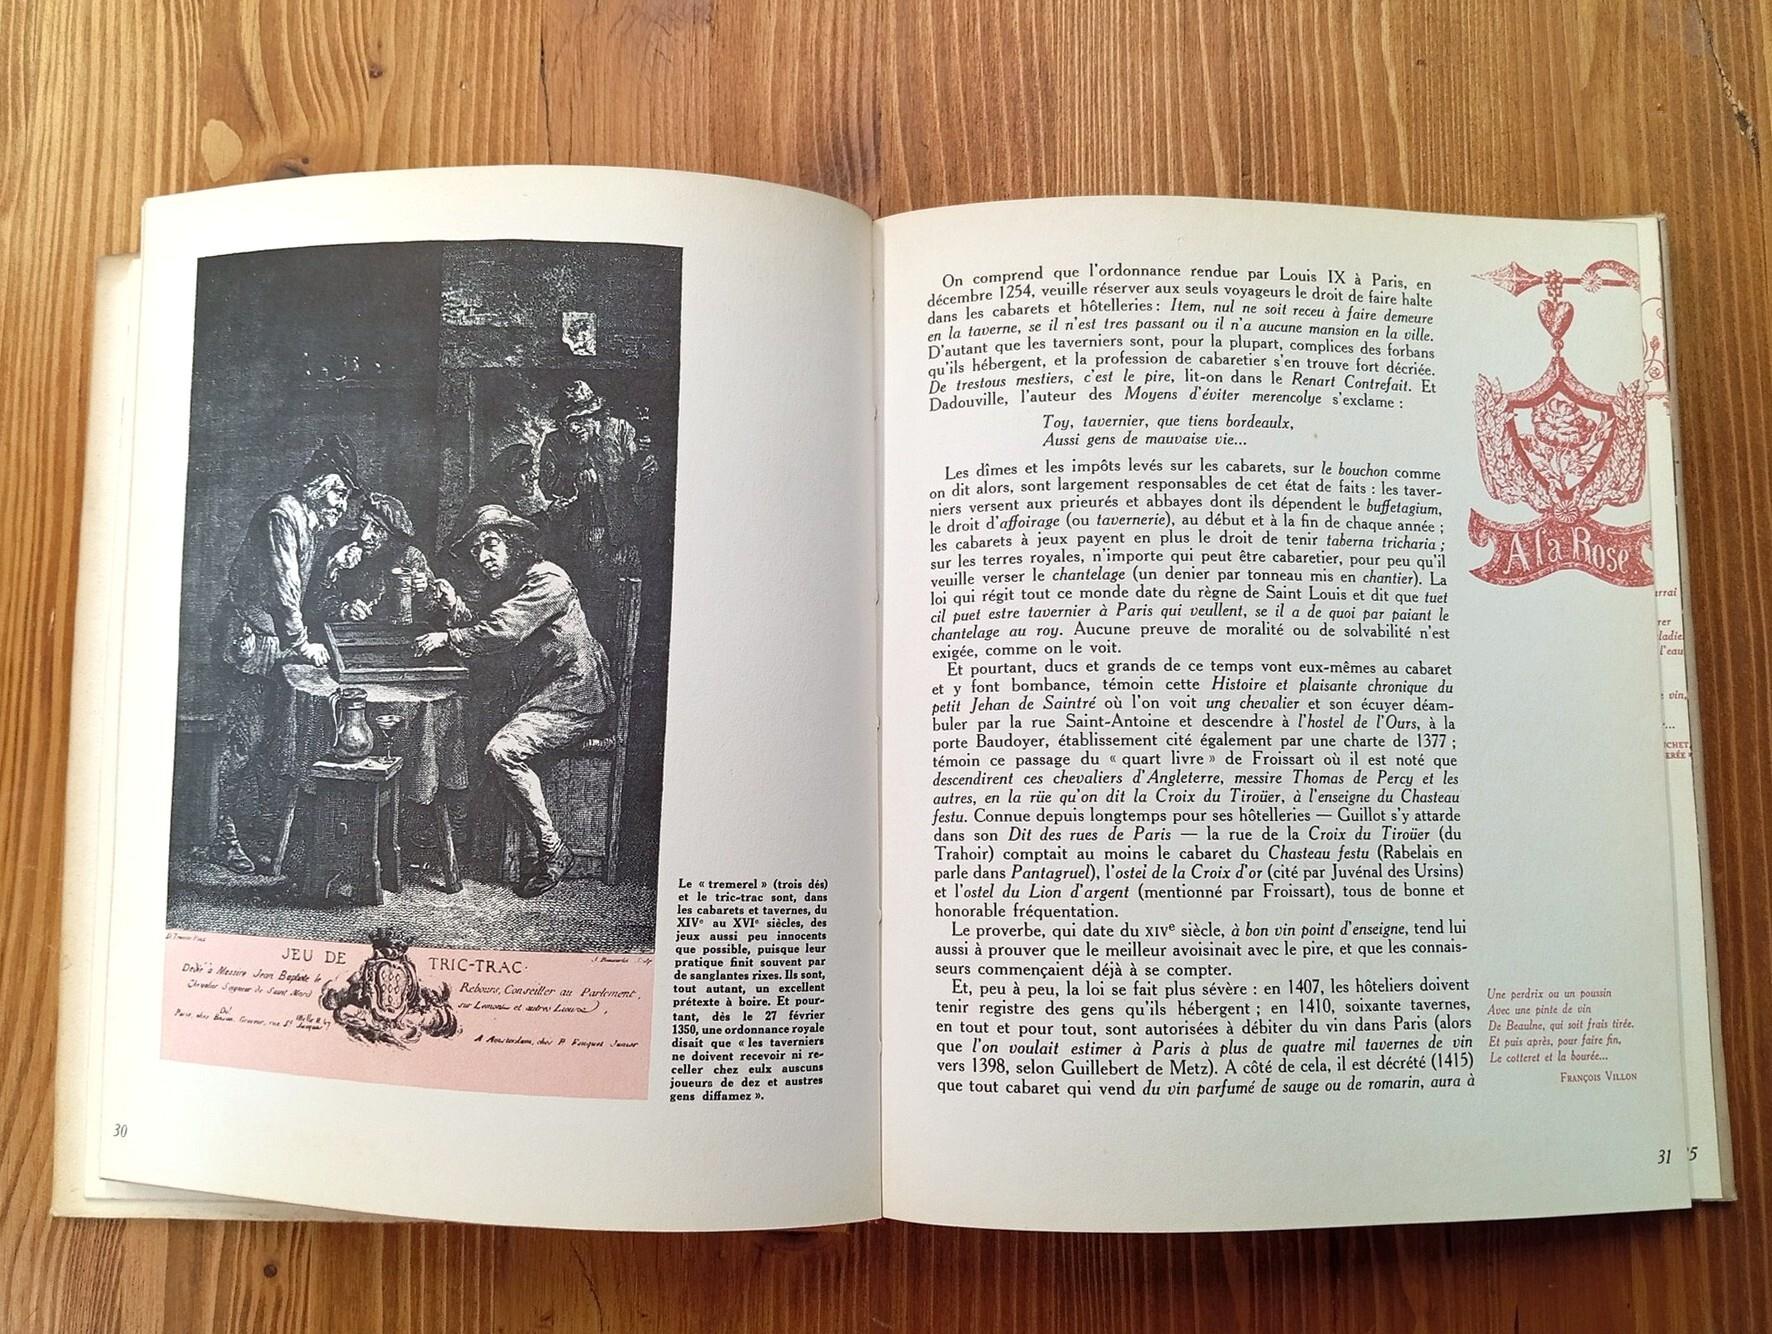 D. Teniers Pinx.
JEU DE TRIC-TRAC.
Dedié à Messire Jean Baptiste le
Chevalier Seigneur de Saint Mard
Rebours, Conseiller au Parlement,
sur Lemoine et autres Lieux,
A Amsterdam, chez P. Fouquet Junior
Le « tremerel » (trois dés)
et le tric-trac sont, dans
les cabarets et tavernes, du
XIVe au XVIe siècles, des
jeux aussi peu innocents
que possible, puisque leur
pratique finit souvent par
de sanglantes rixes. Ils sont,
tout autant, un excellent
prétexte à boire. Et pour-
tant, dès le 27 février
1350, une ordonnance royale
disait que « les taverniers
ne doivent recevoir ni re-
celler chez eulx auscuns
joueurs de dez et austres
gens diffamez ».
30
On comprend que l'ordonnance rendue par Louis IX à Paris, en
décembre 1254, veuille réserver aux seuls voyageurs le droit de faire halte
dans les cabarets et hôtelleries : Item, nul ne soit receu à faire demeure
en la taverne, se il n'est tres passant ou il n'a aucune mansion en la ville.
D'autant que les taverniers sont, pour la plupart, complices des forbans
qu'ils hébergent, et la profession de cabaretier s'en trouve fort décriée.
De trestous mestiers, c'est le pire, lit-on dans le Renart Contrefait. Et
Dadouville, l'auteur des Moyens d'éviter merencolye s'exclame :
Toy, tavernier, que tiens bordeaulx,
Aussi gens de mauvaise vie...
Les dîmes et les impôts levés sur les cabarets, sur le bouchon comme
on dit alors, sont largement responsables de cet état de faits : les taver-
niers versent aux prieurés et abbayes dont ils dépendent le buffetagium,
le droit d'affoirage (ou tavernerie), au début et à la fin de chaque année ;
les cabarets à jeux payent en plus le droit de tenir taberna tricharia ;
sur les terres royales, n'importe qui peut être cabaretier, pour peu qu'il
veuille verser le chantelage (un denier par tonneau mis en chantier). La
loi qui régit tout ce monde date du règne de Saint Louis et dit que tuet
cil puet estre tavernier à Paris qui veullent, se il a de quoi par paiant le
chantelage au roy. Aucune preuve de moralité ou de solvabilité n'est
exigée, comme on le voit.
Et pourtant, ducs et grands de ce temps vont eux-mêmes au cabaret
et y font bombance, témoin cette Histoire et plaisante chronique du
petit Jehan de Saintré où l'on voit ung chevalier et son écuyer déam-
buler par la rue Saint-Antoine et descendre à l'hostel de l'Ours, à la
porte Baudoyer, établissement cité également par une charte de 1377 ;
témoin ce passage du « quart livre » de Froissart où il est noté que
descendirent ces chevaliers d'Angleterre, messire Thomas de Percy et les
autres, en la rüe qu'on dit la Croix du Tiroüer, à l'enseigne du Chasteau
festu. Connue depuis longtemps pour ses hôtelleries — Guillot s'y attarde
dans son Dit des rues de Paris — la rue de la Croix du Tiroüer (du
Trahoir) comptait au moins le cabaret du Chasteau festu (Rabelais en
parle dans Pantagruel), l'ostei de la Croix d'or (cité par Juvénal des Ursins)
et l'ostel du Lion d'argent (mentionné par Froissart), tous de bonne et
honorable fréquentation.
Le proverbe, qui date du XIVe siècle, à bon vin point d'enseigne, tend lui
aussi à prouver que le meilleur avoisinait avec le pire, et que les connais-
seurs commençaient déjà à se compter.
Et, peu à peu, la loi se fait plus sévère : en 1407, les hôteliers doivent
tenir registre des gens qu'ils hébergent ; en 1410, soixante tavernes,
en tout et pour tout, sont autorisées à débiter du vin dans Paris (alors
que l'on voulait estimer à Paris à plus de quatre mil tavernes de vin
vers 1398, selon Guillebert de Metz). A côté de cela, il est décrété (1415)
que tout cabaret qui vend du vin parfumé de sauge ou de romarin, aura à
A la Rose
Une perdrix ou un poussin
Avec une pinte de vin
De Beaulne, qui soit frais tirée.
Et puis après, pour faire fin,
Le cotteret et la bourée...
FRANÇOIS VILLON
31